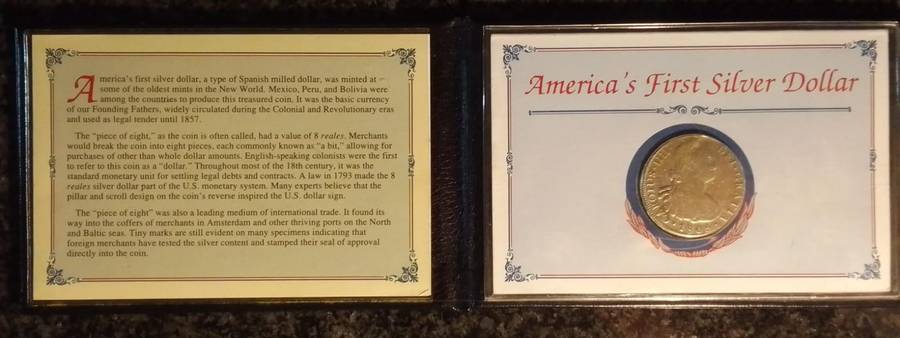 America's first silver dollar, a type of Spanish milled dollar, was minted at
some of the oldest mints in the New World. Mexico, Peru, and Bolivia were
among the countries to produce this treasured coin. It was the basic currency
of our Founding Fathers, widely circulated during the Colonial and Revolutionary eras
and used as legal tender until 1857.
The "piece of eight," as the coin is often called, had a value of 8 reales. Merchants
would break the coin into eight pieces, each commonly known as "a bit," allowing for
purchases of other than whole dollar amounts. English-speaking colonists were the first
to refer to this coin as a "dollar." Throughout most of the 18th century, it was the
standard monetary unit for settling legal debts and contracts. A law in 1793 made the 8
reales silver dollar part of the U.S. monetary system. Many experts believe that the
pillar and scroll design on the coin's reverse inspired the U.S. dollar sign.
The "piece of eight" was also a leading medium of international trade. It found its
way into the coffers of merchants in Amsterdam and other thriving ports on the North
and Baltic seas. Tiny marks are still evident on many specimens indicating that
foreign merchants have tested the silver content and stamped their seal of approval
directly into the coin.
America's First Silver Dollar